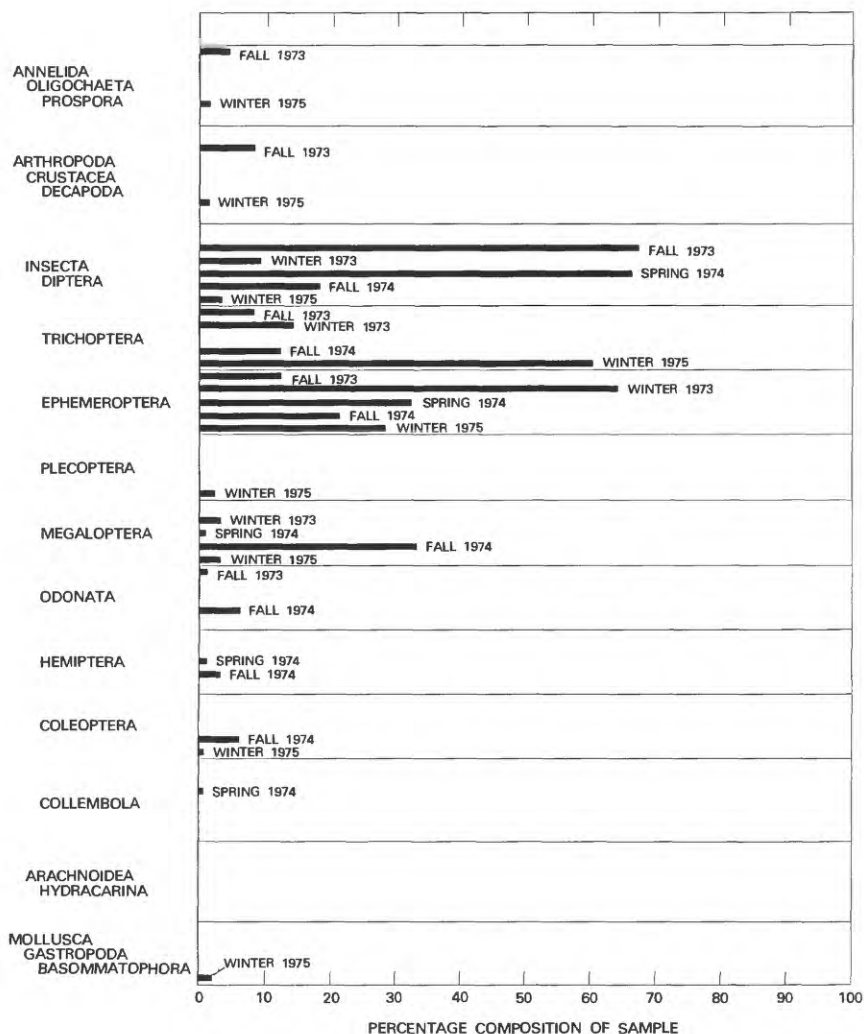 ANNELIDA
OLIGOCHAETA
PROSPORA
FALL 1973
WINTER 1975
ARTHROPODA
CRUSTACEA
DECAPODA
FALL 1973
WINTER 1975
INSECTA
DIPTERA
FALL 1973
WINTER 1973
SPRING 1974
FALL 1974
WINTER 1975
TRICHOPTERA
FALL 1973
WINTER 1973
FALL 1974
WINTER 1975
EPHEMEROPTERA
FALL 1973
WINTER 1973
SPRING 1974
FALL 1974
WINTER 1975
PLECOPTERA
WINTER 1975
MEGALOPTERA
WINTER 1973
SPRING 1974
FALL 1974
WINTER 1975
ODONATA
FALL 1973
FALL 1974
HEMIPTERA
SPRING 1974
FALL 1974
COLEOPTERA
FALL 1974
WINTER 1975
COLLEMBOLA
SPRING 1974
ARACHNOIDEA
HYDRACARINA
MOLLUSCA
GASTROPODA
BASOMMATOPHORA
WINTER 1975
0 10 20 30 40 50 60 70 80 90 100
PERCENTAGE COMPOSITION OF SAMPLE